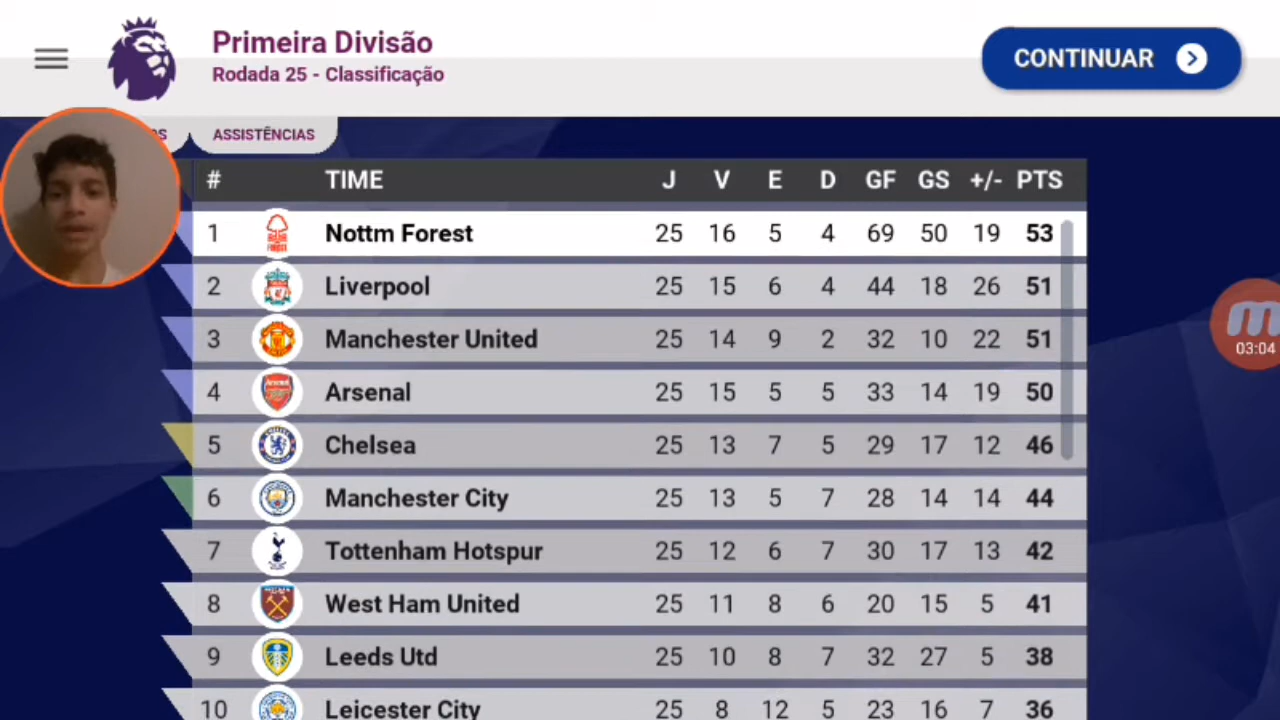 Primeira Divisão
Rodada 25 - Classificação
CONTINUAR
ASSISTÊNCIAS
# TIME J V E D GF GS +/- PTS
1 Nottm Forest 25 16 5 4 69 50 19 53
2 Liverpool 25 15 6 4 44 18 26 51
3 Manchester United 25 14 9 2 32 10 22 51
4 Arsenal 25 15 5 5 33 14 19 50
5 Chelsea 25 13 7 5 29 17 12 46
6 Manchester City 25 13 5 7 28 14 14 44
7 Tottenham Hotspur 25 12 6 7 30 17 13 42
8 West Ham United 25 11 8 6 20 15 5 41
9 Leeds Utd 25 10 8 7 32 27 5 38
10 Leicester City 25 8 12 5 23 16 7 36
03:04